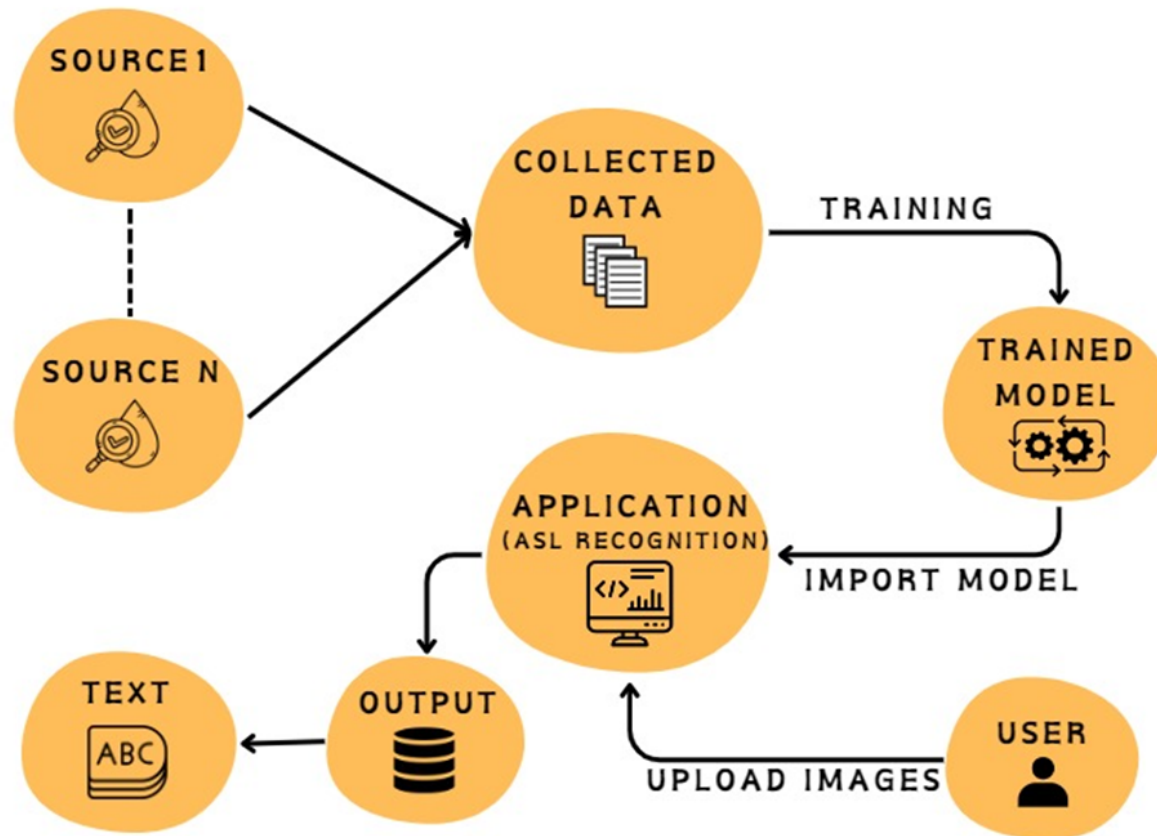 SOURCE1
COLLECTED
DATA
TRAINING
SOURCE N
TRAINED
MODEL
APPLICATION
(ASL RECOGNITION)
</>
IMPORT MODEL
TEXT
ABC
OUTPUT
USER
UPLOAD IMAGES